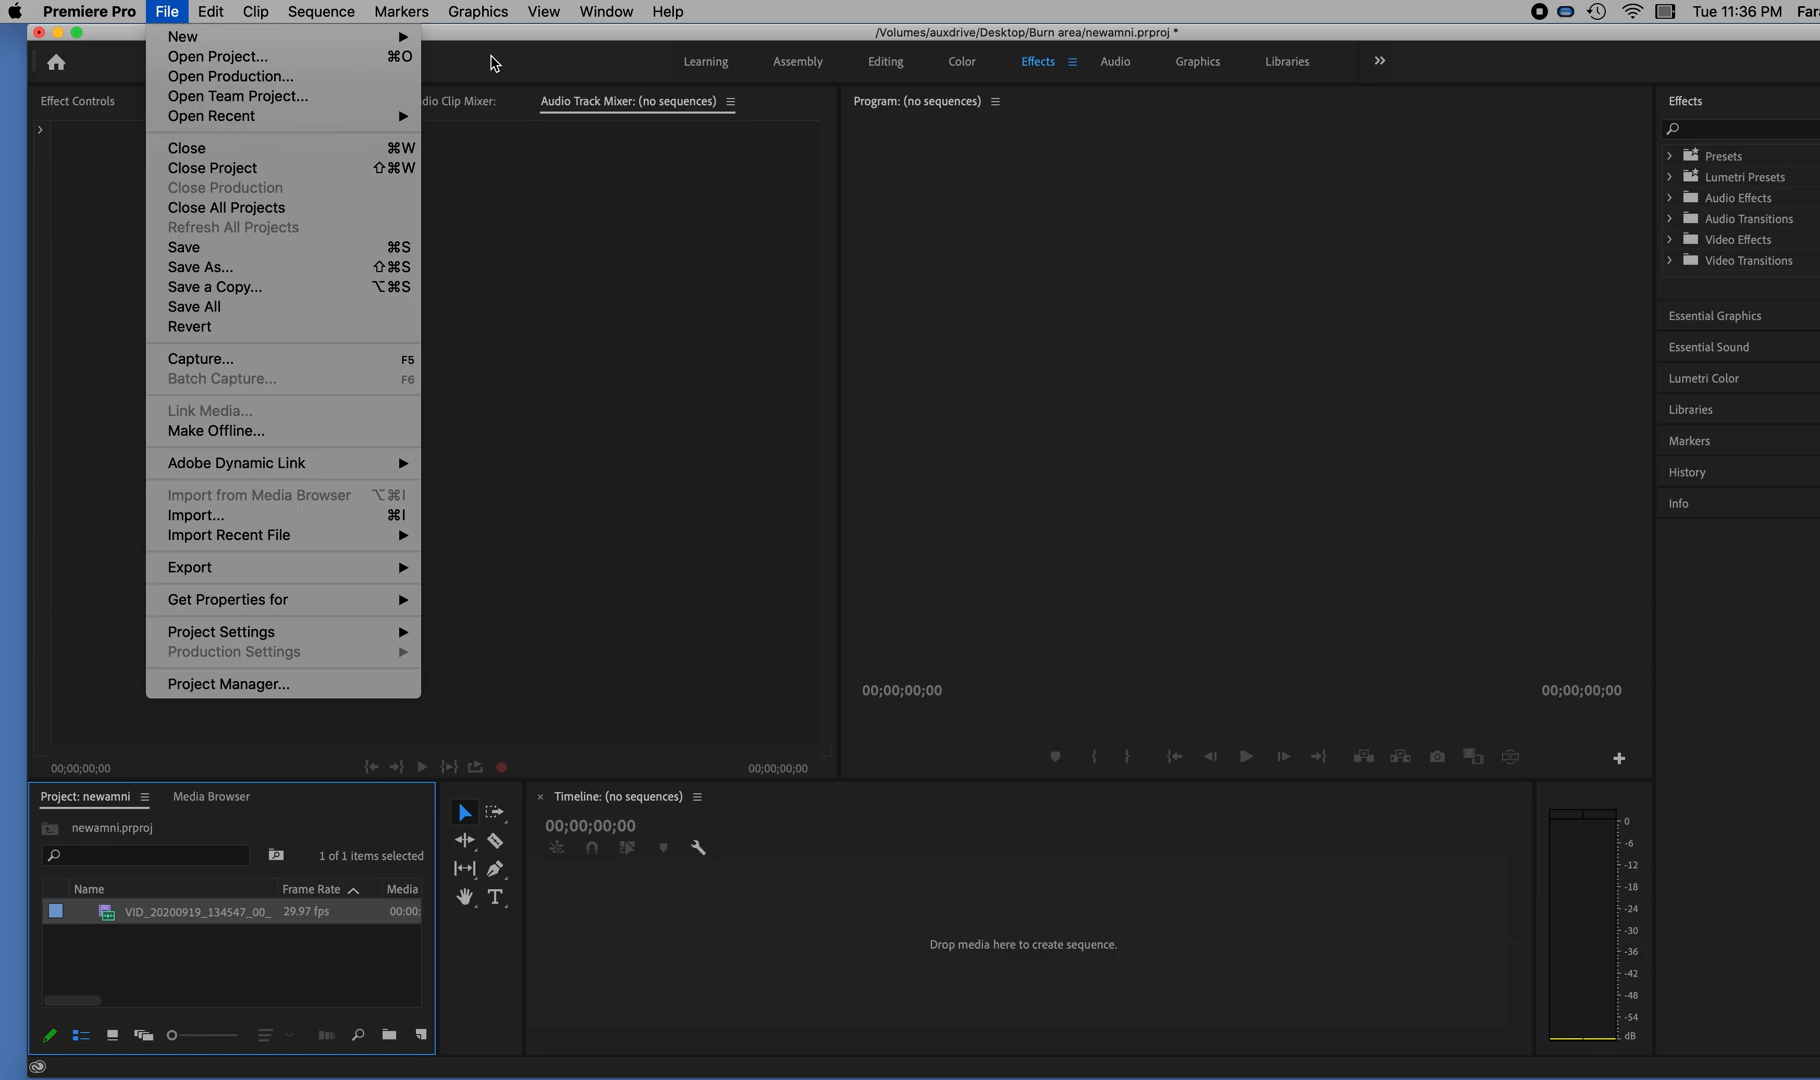 Premiere Pro File Edit Clip Sequence Markers Graphics View Window Help Tue 11:36 PM Far
/Volumes/auxdrive/Desktop/Burn area/newamni.prproj *
New
Open Project... ⌘O
Open Production...
Open Team Project...
Open Recent
Close ⌘W
Close Project ⇧⌘W
Close Production
Close All Projects
Refresh All Projects
Save ⌘S
Save As... ⇧⌘S
Save a Copy... ⌥⌘S
Save All
Revert
Capture... F5
Batch Capture... F6
Link Media...
Make Offline...
Adobe Dynamic Link
Import from Media Browser ⌥⌘I
Import... ⌘I
Import Recent File
Export
Get Properties for
Project Settings
Production Settings
Project Manager...
Learning Assembly Editing Color Effects Audio Graphics Libraries
Effect Controls dio Clip Mixer: Audio Track Mixer: (no sequences)
00;00;00;00 00;00;00;00
Program: (no sequences)
00;00;00;00 00;00;00;00
Effects
Presets
Lumetri Presets
Audio Effects
Audio Transitions
Video Effects
Video Transitions
Essential Graphics
Essential Sound
Lumetri Color
Libraries
Markers
History
Info
Project: newamni Media Browser
newamni.prproj
1 of 1 items selected
Name Frame Rate Media
VID_20200919_134547_00_ 29.97 fps 00:00:
Timeline: (no sequences)
00;00;00;00
Drop media here to create sequence.
0
-6
-12
-18
-24
-30
-36
-42
-48
-54
dB